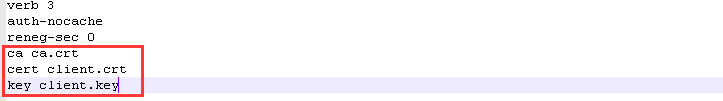 verb 3
auth-nocache
reneg-sec 0
ca ca.crt
cert client.crt
key client.key